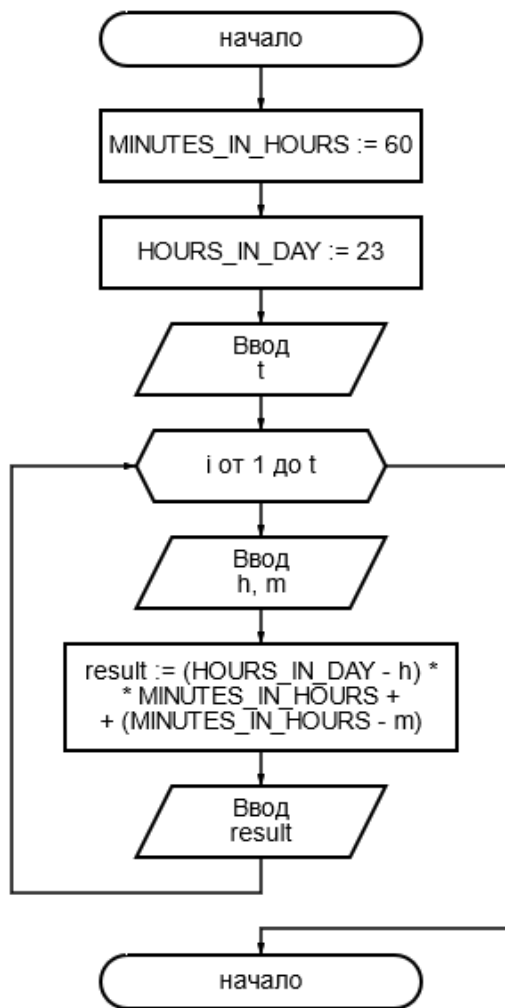 начало
MINUTES_IN_HOURS := 60
HOURS_IN_DAY := 23
Ввод
t
i от 1 до t
Ввод
h, m
result := (HOURS_IN_DAY - h) *
* MINUTES_IN_HOURS +
+ (MINUTES_IN_HOURS - m)
Ввод
result
начало